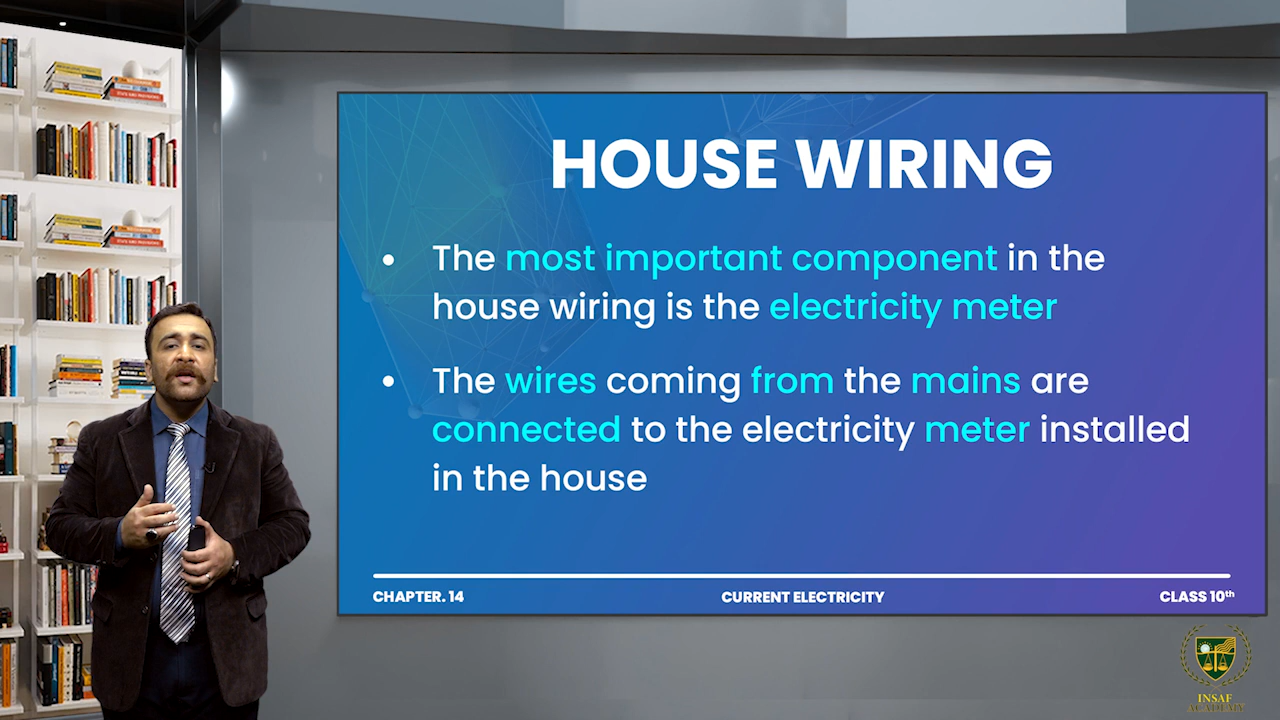 HOUSE WIRING
• The most important component in the
house wiring is the electricity meter
• The wires coming from the mains are
connected to the electricity meter installed
in the house
CHAPTER. 14 CURRENT ELECTRICITY CLASS 10th
INSAF
ACADEMY